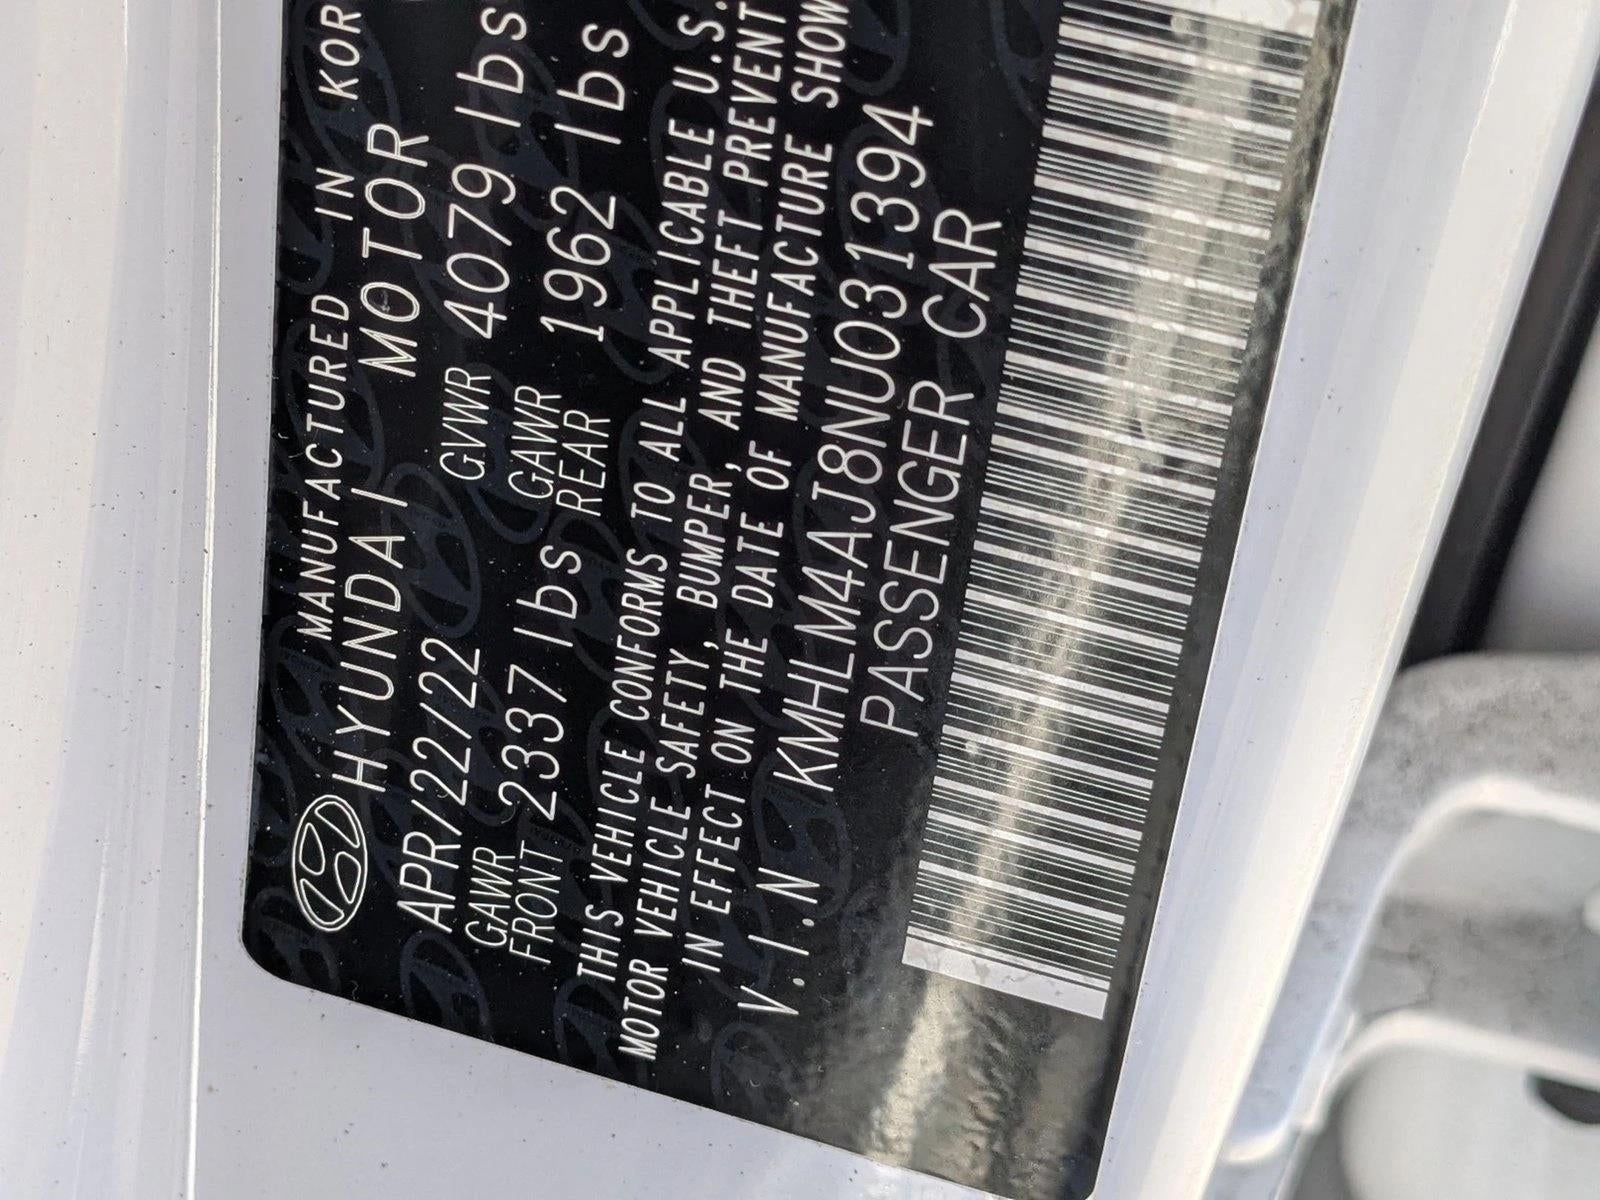 MANUFACTURED IN KOR
HYUNDAI MOTOR
APR/22/22 GVWR 4079 lbs
GAWR FRONT 2337 lbs GAWR REAR 1962 lbs
THIS VEHICLE CONFORMS TO ALL APPLICABLE U.S.
MOTOR VEHICLE SAFETY, BUMPER, AND THEFT PREVENT
IN EFFECT ON THE DATE OF MANUFACTURE SHOW
V.I.N KMHLM4AJ8NU031394
PASSENGER CAR